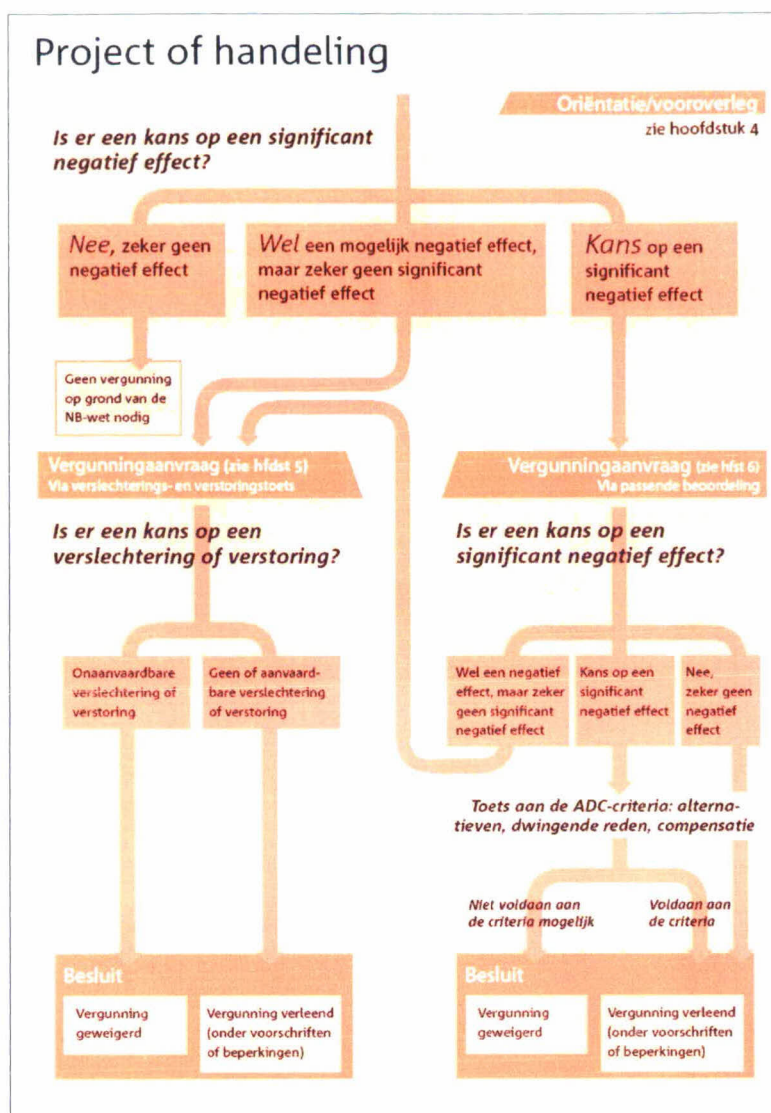 Project of handeling
Oriëntatie/vooroverleg
zie hoofdstuk 4
Is er een kans op een significant
negatief effect?
Nee, zeker geen
negatief effect
Wel een mogelijk negatief effect,
maar zeker geen significant
negatief effect
Kans op een
significant
negatief effect
Geen vergunning
op grond van de
NB-wet nodig
Vergunningaanvraag (zie hfdst 5)
Via verslechterings- en verstoringstoets
Vergunningaanvraag (zie hfst 6)
Via passende beoordeling
Is er een kans op een
verslechtering of verstoring?
Is er een kans op een
significant negatief effect?
Onaanvaardbare
verslechtering of
verstoring
Geen of aanvaard-
bare verslechtering
of verstoring
Wel een negatief
effect, maar zeker
geen significant
negatief effect
Kans op een
significant
negatief effect
Nee,
zeker geen
negatief
effect
Toets aan de ADC-criteria: alterna-
tieven, dwingende reden, compensatie
Niet voldaan aan
de criteria mogelijk
Voldaan aan
de criteria
Besluit
Vergunning
geweigerd
Vergunning verleend
(onder voorschriften
of beperkingen)
Besluit
Vergunning
geweigerd
Vergunning verleend
(onder voorschriften
of beperkingen)